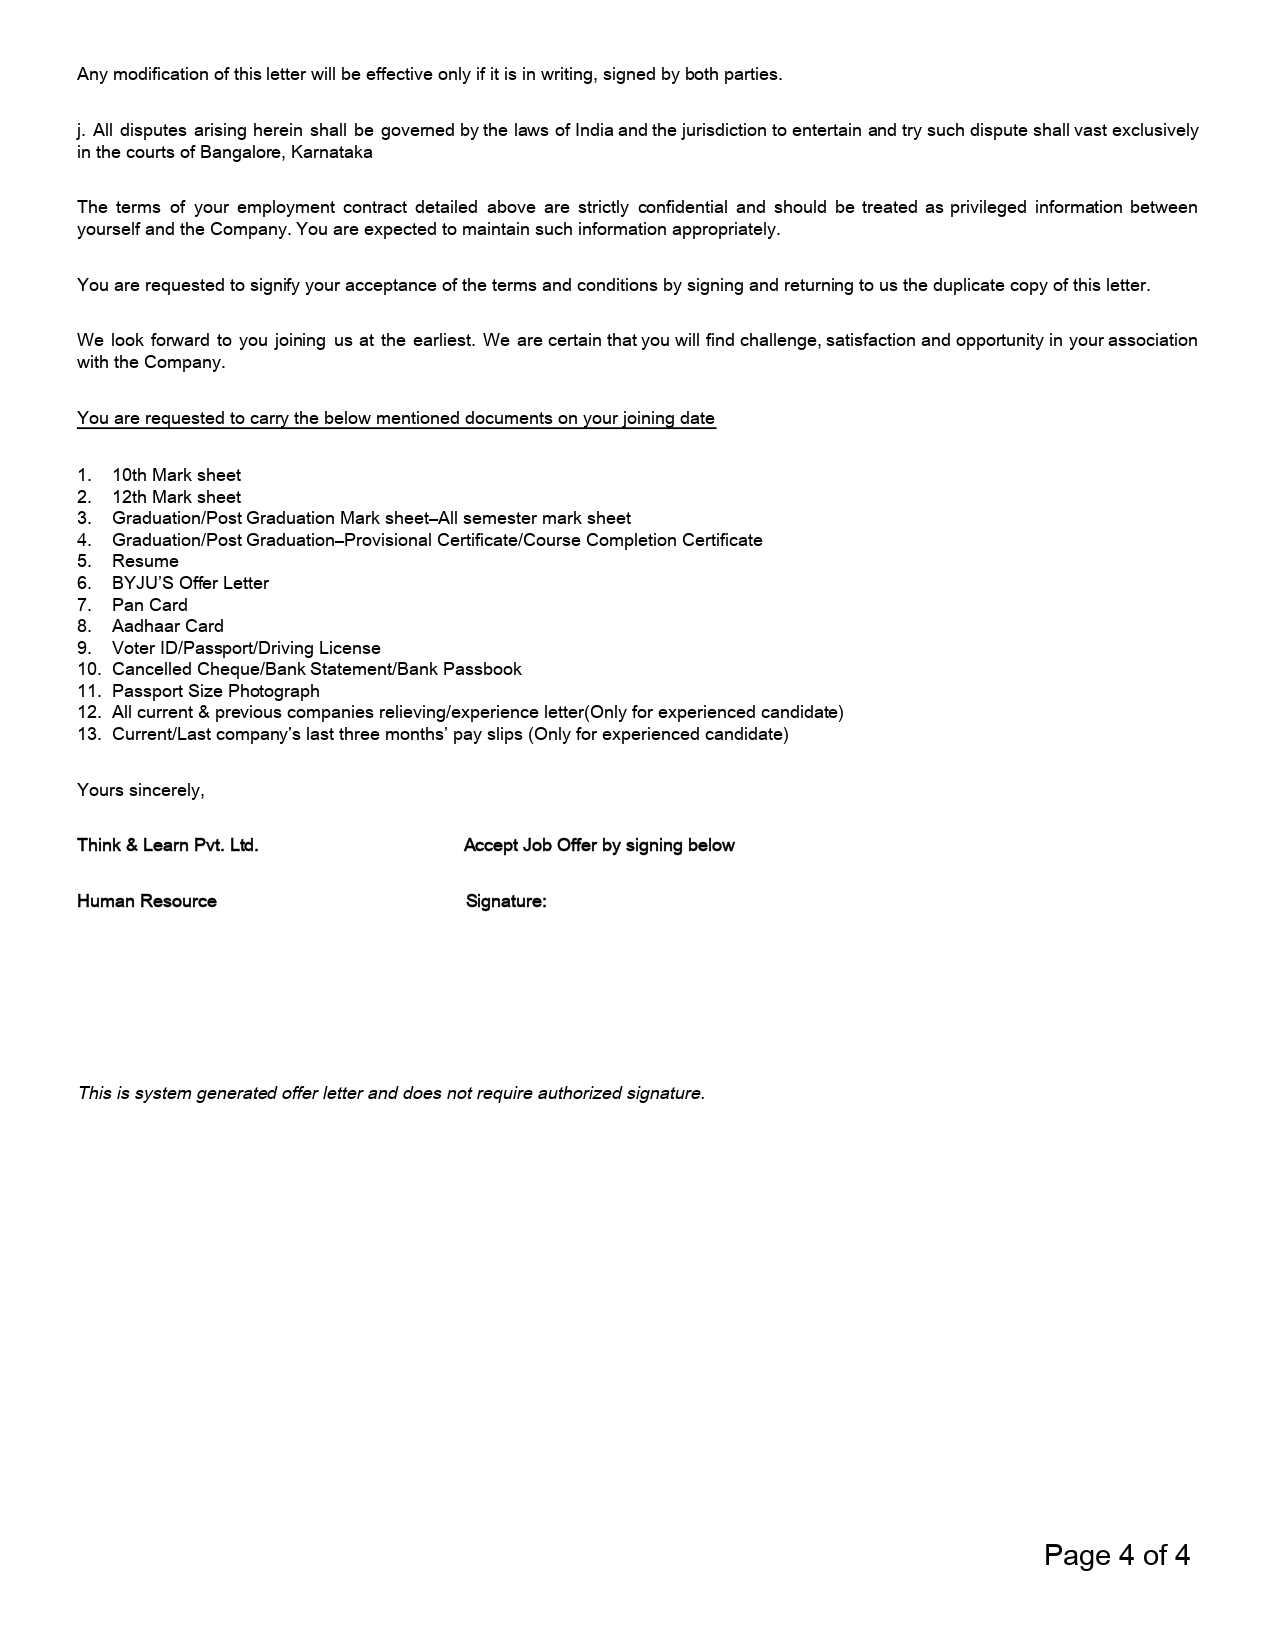 Any modification of this letter will be effective only if it is in writing, signed by both parties.
j. All disputes arising herein shall be governed by the laws of India and the jurisdiction to entertain and try such dispute shall vast exclusively
in the courts of Bangalore, Karnataka
The terms of your employment contract detailed above are strictly confidential and should be treated as privileged information between
yourself and the Company. You are expected to maintain such information appropriately.
You are requested to signify your acceptance of the terms and conditions by signing and returning to us the duplicate copy of this letter.
We look forward to you joining us at the earliest. We are certain that you will find challenge, satisfaction and opportunity in your association
with the Company.
You are requested to carry the below mentioned documents on your joining date
1. 10th Mark sheet
2. 12th Mark sheet
3. Graduation/Post Graduation Mark sheet–All semester mark sheet
4. Graduation/Post Graduation–Provisional Certificate/Course Completion Certificate
5. Resume
6. BYJU’S Offer Letter
7. Pan Card
8. Aadhaar Card
9. Voter ID/Passport/Driving License
10. Cancelled Cheque/Bank Statement/Bank Passbook
11. Passport Size Photograph
12. All current & previous companies relieving/experience letter(Only for experienced candidate)
13. Current/Last company’s last three months’ pay slips (Only for experienced candidate)
Yours sincerely,
Think & Learn Pvt. Ltd. Accept Job Offer by signing below
Human Resource Signature:
This is system generated offer letter and does not require authorized signature.
Page 4 of 4